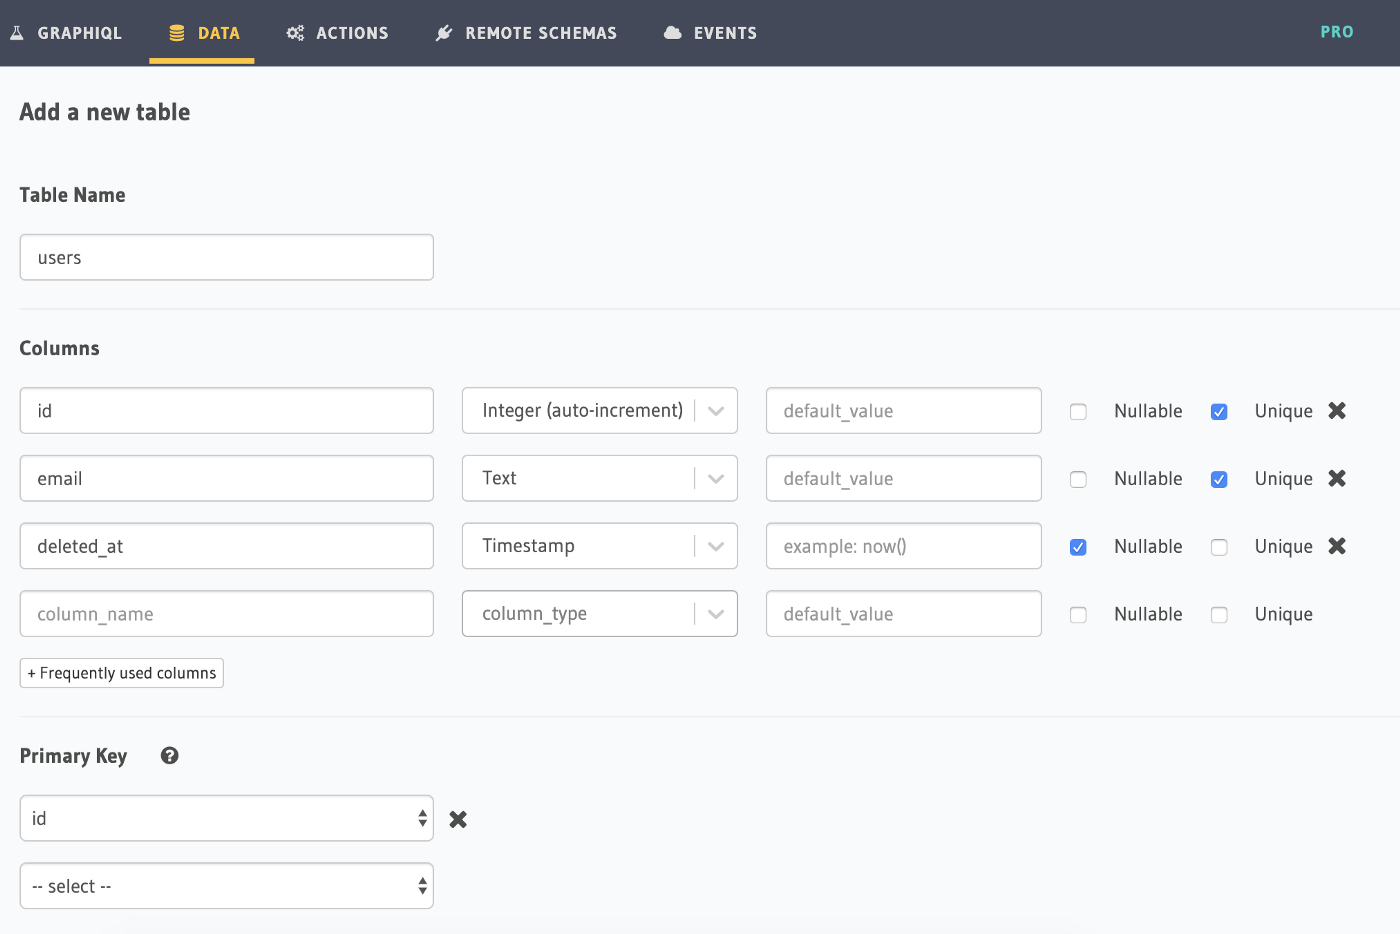 GRAPHIQL DATA ACTIONS REMOTE SCHEMAS EVENTS PRO
Add a new table
Table Name
users
Columns
id Integer (auto-increment) default_value Nullable Unique
email Text default_value Nullable Unique
deleted_at Timestamp example: now() Nullable Unique
column_name column_type default_value Nullable Unique
+ Frequently used columns
Primary Key ?
id
-- select --